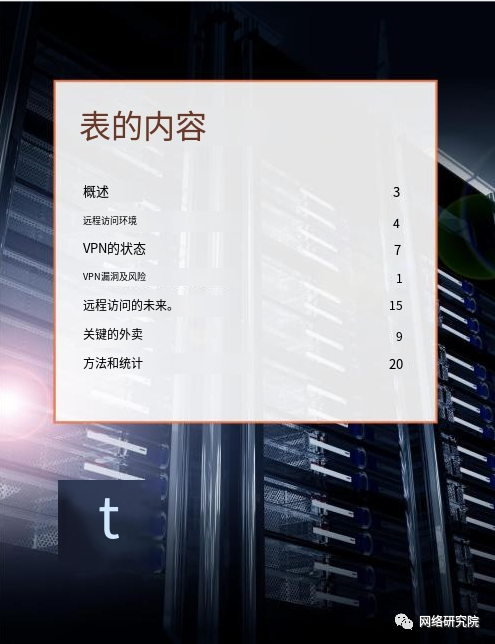 表的内容
概述 3
远程访问环境 4
VPN的状态 7
VPN漏洞及风险 1
远程访问的未来。 15
关键的外卖 9
方法和统计 20
t
网络研究院